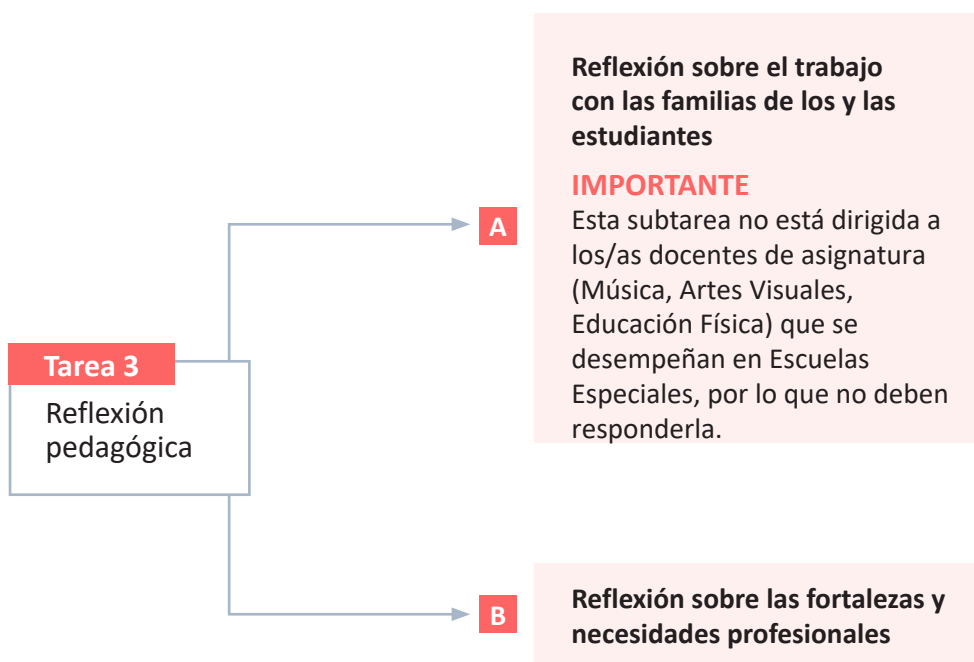 Tarea 3
Reflexión
pedagógica
A
Reflexión sobre el trabajo
con las familias de los y las
estudiantes
IMPORTANTE
Esta subtarea no está dirigida a
los/as docentes de asignatura
(Música, Artes Visuales,
Educación Física) que se
desempeñan en Escuelas
Especiales, por lo que no deben
responderla.
B
Reflexión sobre las fortalezas y
necesidades profesionales